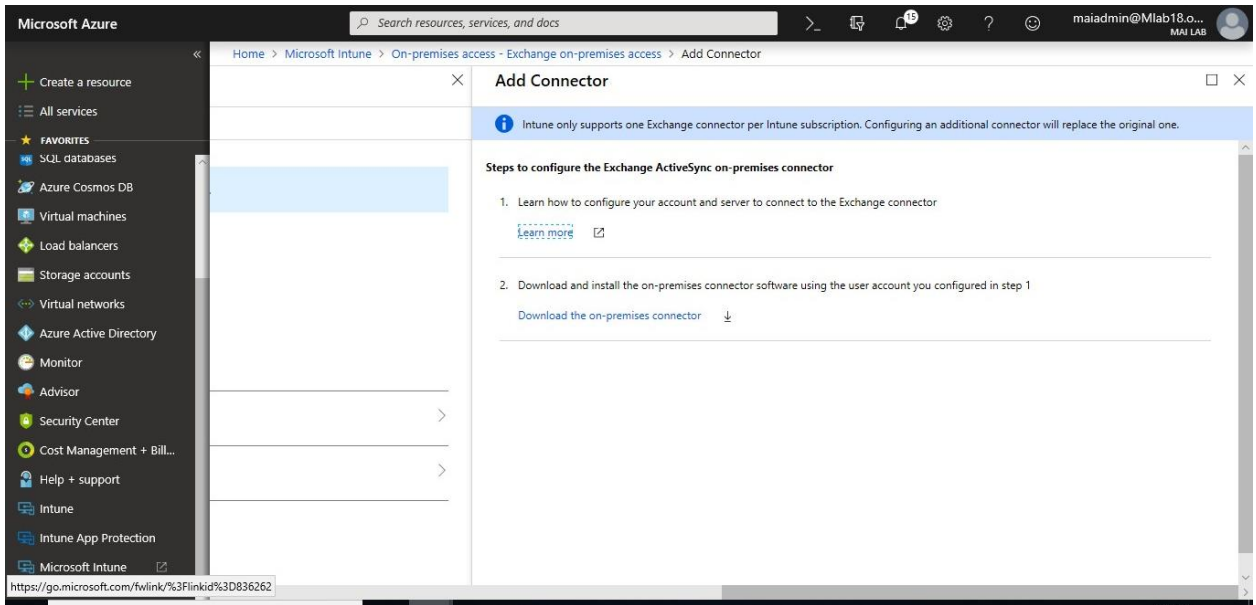 Microsoft Azure
Search resources, services, and docs
15
maiadmin@Mlab18.o...
MAI LAB
Home > Microsoft Intune > On-premises access - Exchange on-premises access > Add Connector
Create a resource
All services
FAVORITES
SQL databases
Azure Cosmos DB
Virtual machines
Load balancers
Storage accounts
Virtual networks
Azure Active Directory
Monitor
Advisor
Security Center
Cost Management + Bill...
Help + support
Intune
Intune App Protection
Microsoft Intune
https://go.microsoft.com/fwlink/%3Flinkid%3D836262
Add Connector
Intune only supports one Exchange connector per Intune subscription. Configuring an additional connector will replace the original one.
Steps to configure the Exchange ActiveSync on-premises connector
1. Learn how to configure your account and server to connect to the Exchange connector
Learn more
2. Download and install the on-premises connector software using the user account you configured in step 1
Download the on-premises connector